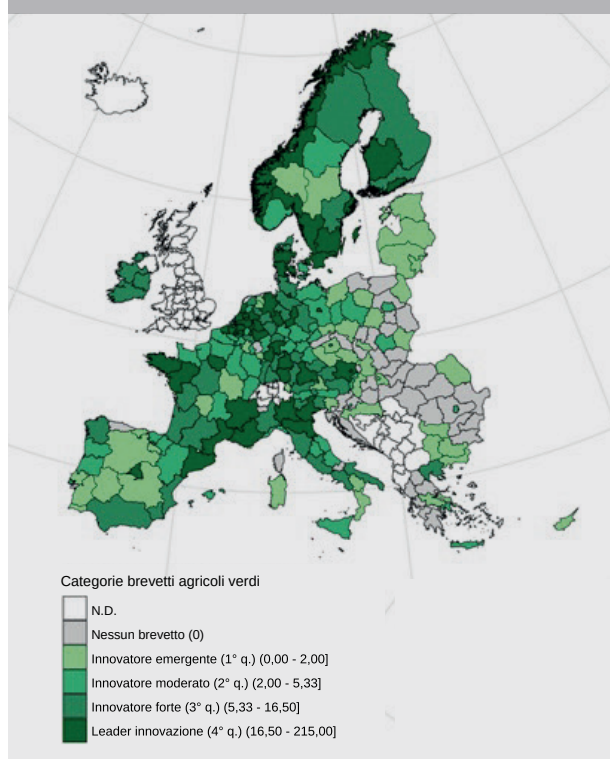 Categorie brevetti agricoli verdi
N.D.
Nessun brevetto (0)
Innovatore emergente (1° q.) (0,00 - 2,00]
Innovatore moderato (2° q.) (2,00 - 5,33]
Innovatore forte (3° q.) (5,33 - 16,50]
Leader innovazione (4° q.) (16,50 - 215,00]